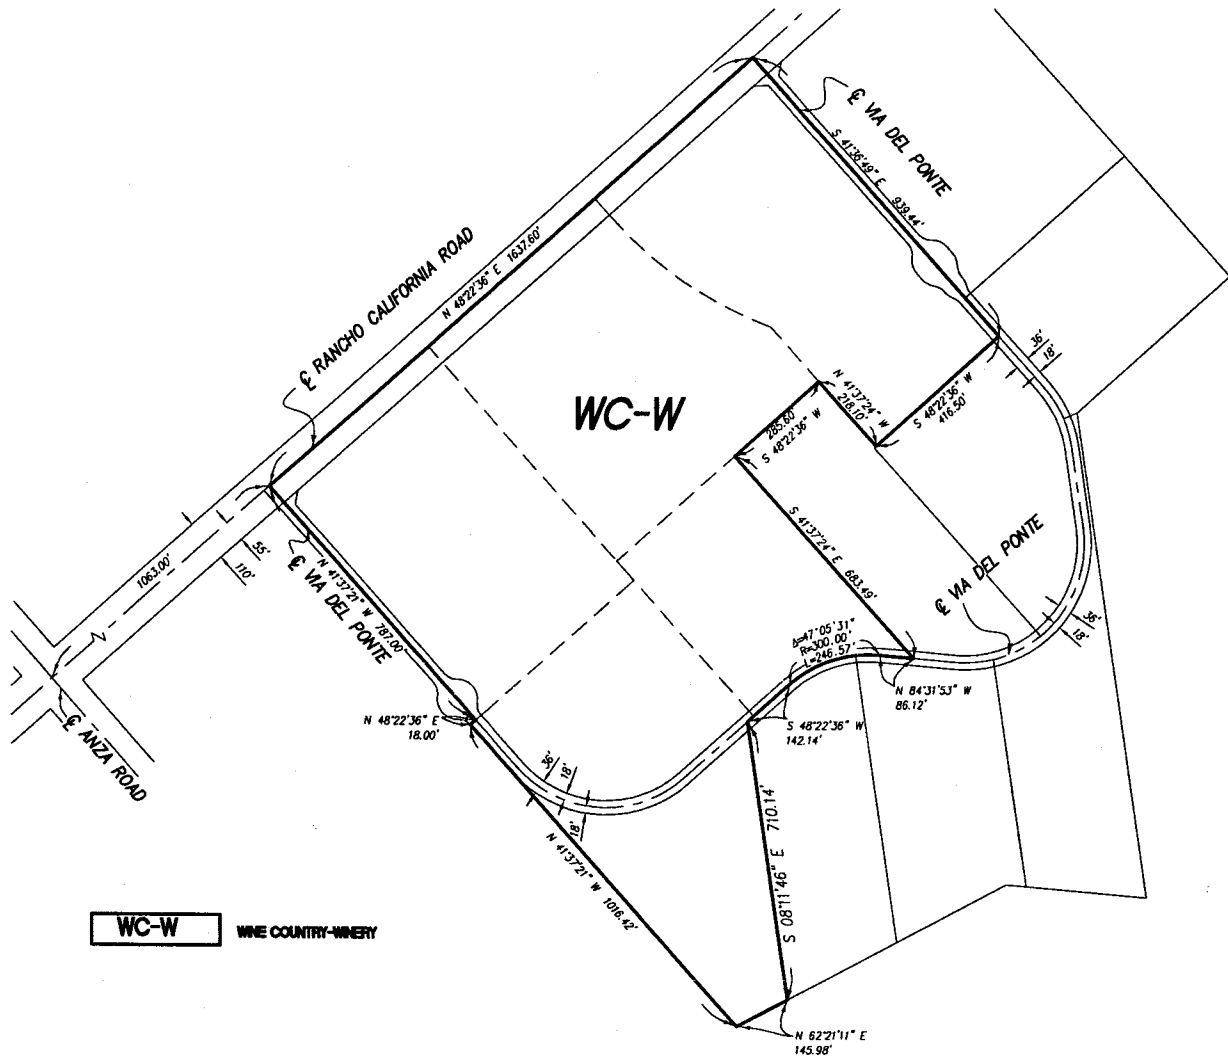 ℄ VIA DEL PONTE
S 41°36'49" E 939.44'
℄ RANCHO CALIFORNIA ROAD
N 48°22'36" E 1637.60'
36'
18'
WC-W
N 41°37'24" W
218.10'
S 48°22'36" W
416.50'
285.60'
S 48°22'36" W
1063.00'
55'
110'
℄ VIA DEL PONTE
N 41°37'21" W 787.00'
S 41°37'24" E 683.49'
℄ VIA DEL PONTE
36'
18'
Δ=47°05'31"
R=300.00'
L=246.57'
N 84°31'53" W
86.12'
N 48°22'36" E
18.00'
S 48°22'36" W
142.14'
℄ ANZA ROAD
36'
18'
18'
N 41°37'21" W 1016.42'
S 08°11'46" E 710.14'
WC-W WINE COUNTRY-WINERY
N 62°21'11" E
145.98'